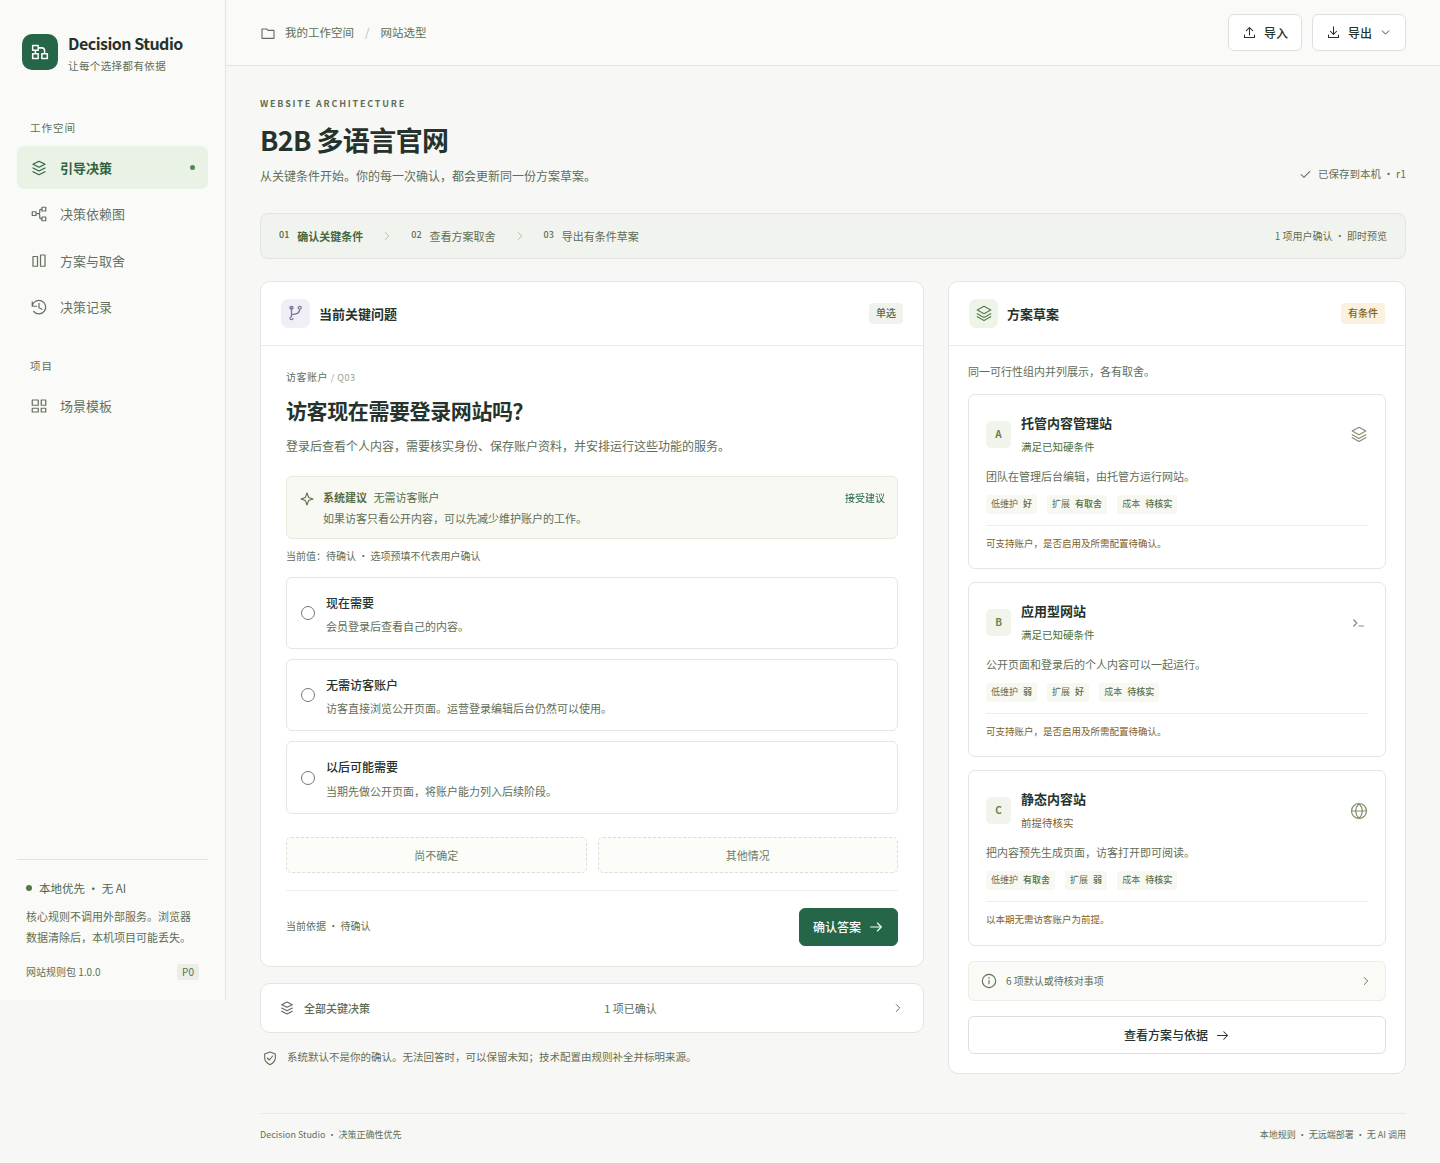 Decision Studio
让每个选择都有依据
工作空间
引导决策
决策依赖图
方案与取舍
决策记录
项目
场景模板
本地优先 · 无 AI
核心规则不调用外部服务。浏览器
数据清除后，本机项目可能丢失。
网站规则包 1.0.0 P0
我的工作空间 / 网站选型
导入 导出
WEBSITE ARCHITECTURE
B2B 多语言官网
从关键条件开始。你的每一次确认，都会更新同一份方案草案。
已保存到本机 · r1
01 确认关键条件 02 查看方案取舍 03 导出有条件草案 1 项用户确认 · 即时预览
当前关键问题 单选
访客账户 / Q03
访客现在需要登录网站吗？
登录后查看个人内容，需要核实身份、保存账户资料，并安排运行这些功能的服务。
系统建议 无需访客账户 接受建议
如果访客只看公开内容，可以先减少维护账户的工作。
当前值：待确认 · 选项预填不代表用户确认
现在需要
会员登录后查看自己的内容。
无需访客账户
访客直接浏览公开页面。运营登录编辑后台仍然可以使用。
以后可能需要
当期先做公开页面，将账户能力列入后续阶段。
尚不确定 其他情况
当前依据 · 待确认 确认答案
全部关键决策 1 项已确认
系统默认不是你的确认。无法回答时，可以保留未知；技术配置由规则补全并标明来源。
方案草案 有条件
同一可行性组内并列展示，各有取舍。
A 托管内容管理站
满足已知硬条件
团队在管理后台编辑，由托管方运行网站。
低维护 好 扩展 有取舍 成本 待核实
可支持账户，是否启用及所需配置待确认。
B 应用型网站
满足已知硬条件
公开页面和登录后的个人内容可以一起运行。
低维护 弱 扩展 好 成本 待核实
可支持账户，是否启用及所需配置待确认。
C 静态内容站
前提待核实
把内容预先生成页面，访客打开即可阅读。
低维护 有取舍 扩展 弱 成本 待核实
以本期无需访客账户为前提。
6 项默认或待核对事项
查看方案与依据
Decision Studio · 决策正确性优先
本地规则 · 无远端部署 · 无 AI 调用